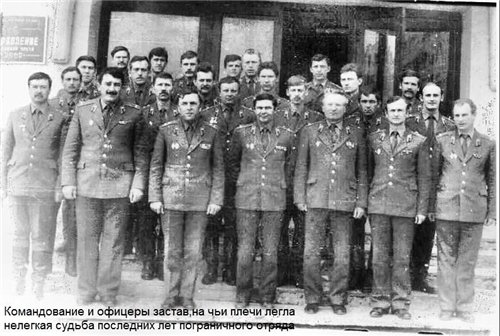 Командование и офицеры застав,на чьи плечи легла
нелегкая судьба последних лет пограничного отряда